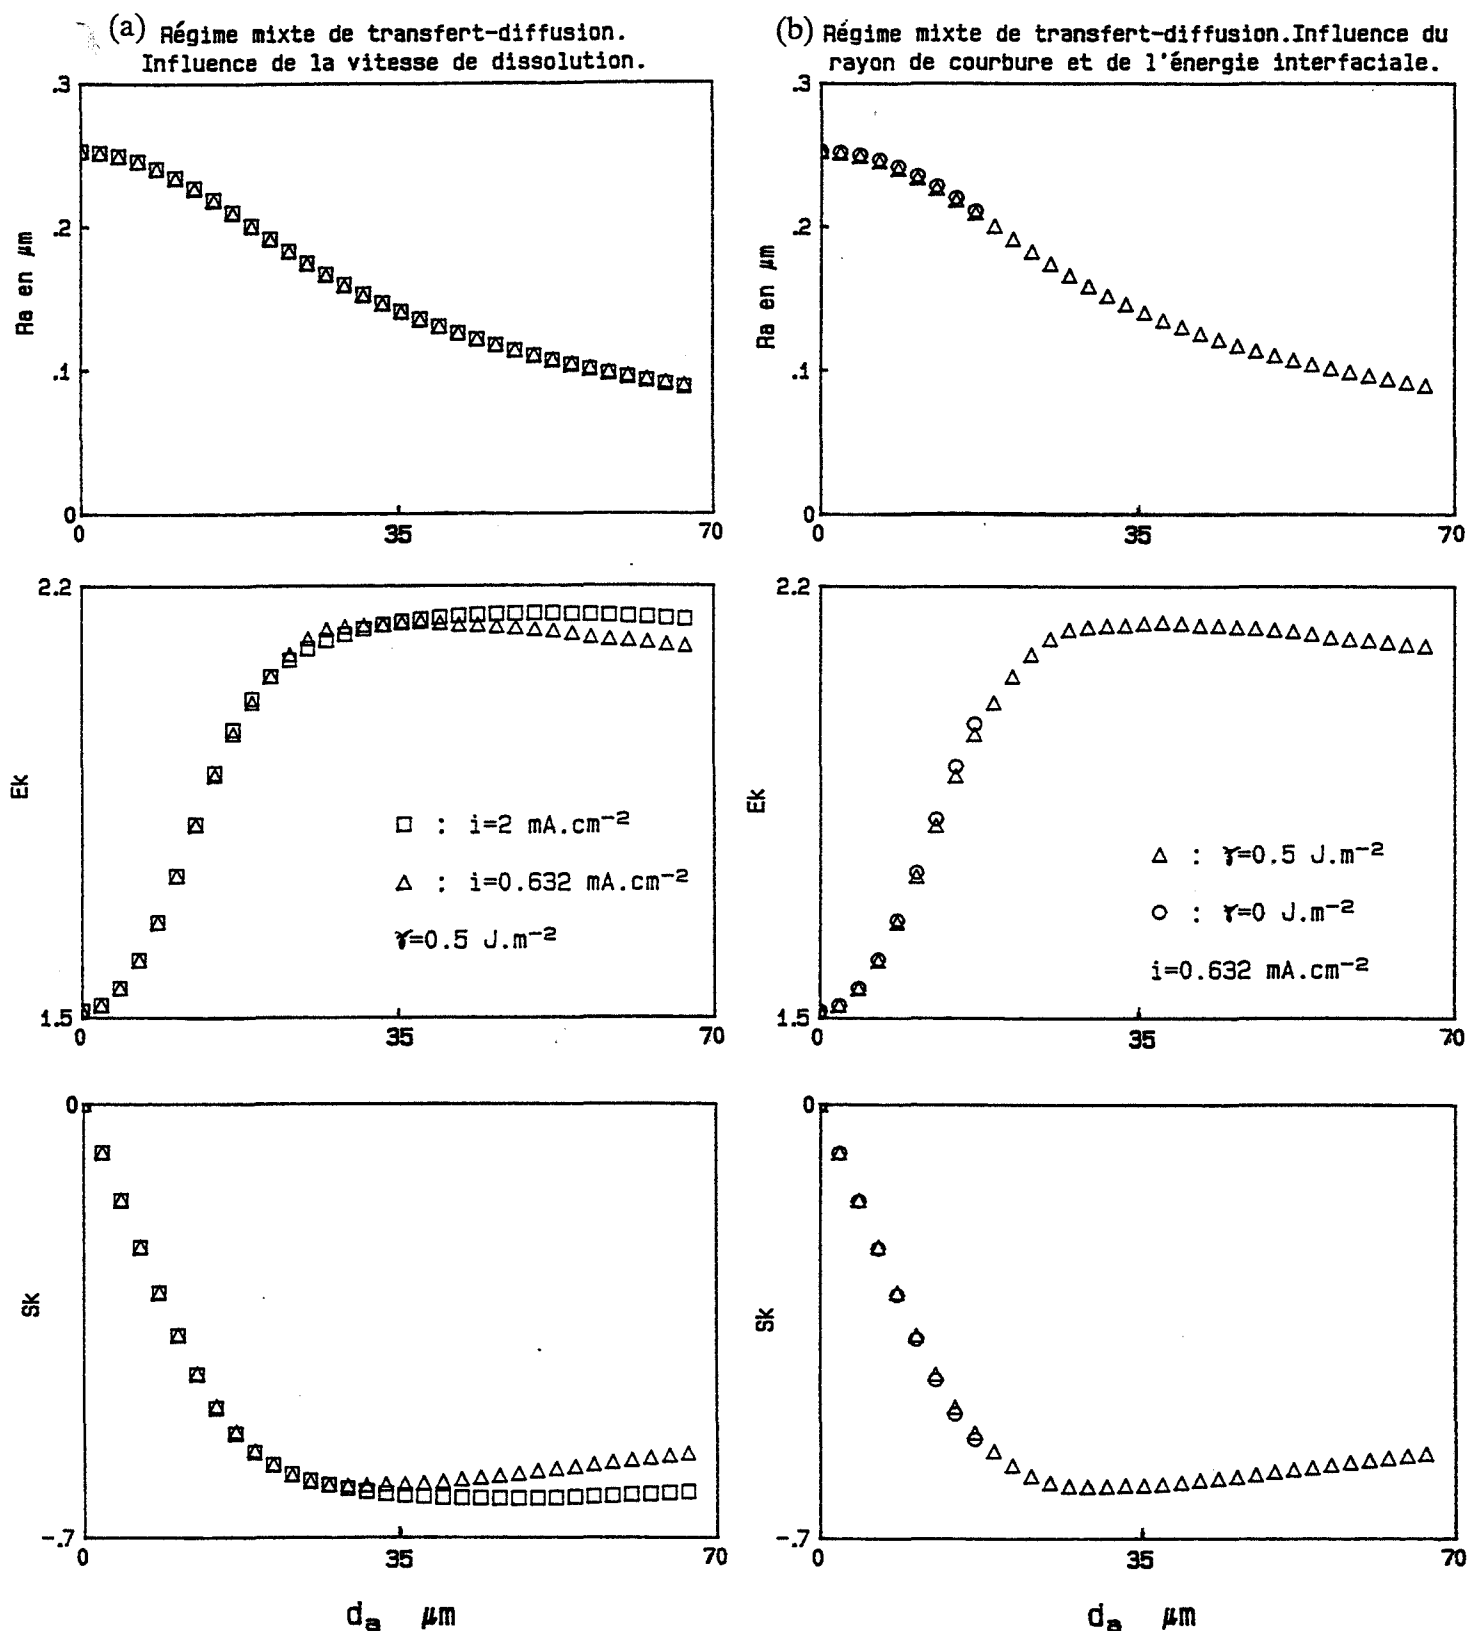 (a) Régime mixte de transfert-diffusion.
Influence de la vitesse de dissolution.
.3
.2
.1
0
Ra en µm
0 35 70
2.2
1.5
Ek
□ : i=2 mA.cm⁻²
△ : i=0.632 mA.cm⁻²
γ=0.5 J.m⁻²
0 35 70
0
-.7
Sk
0 35 70
dₐ µm
(b) Régime mixte de transfert-diffusion.Influence du
rayon de courbure et de l'énergie interfaciale.
.3
.2
.1
0
Ra en µm
0 35 70
2.2
1.5
Ek
△ : γ=0.5 J.m⁻²
○ : γ=0 J.m⁻²
i=0.632 mA.cm⁻²
0 35 70
0
-.7
Sk
0 35 70
dₐ µm